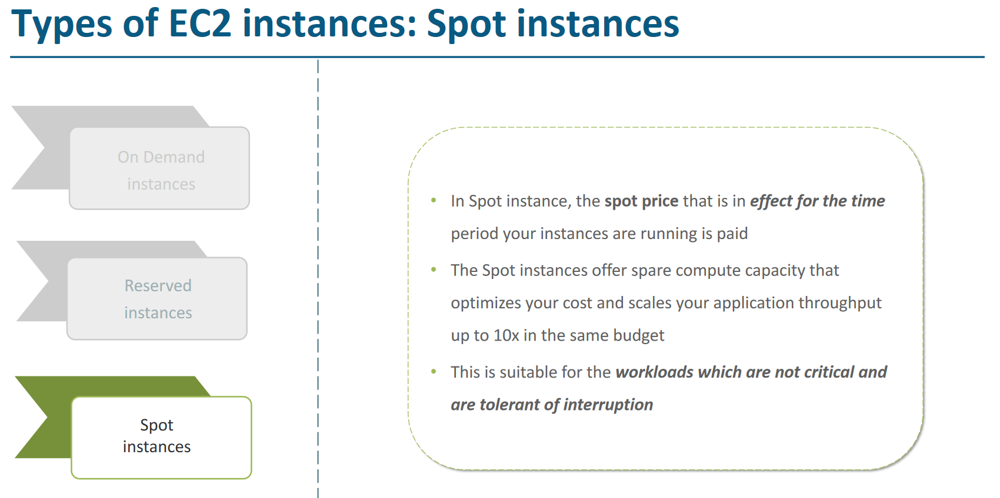 Types of EC2 instances: Spot instances
On Demand
instances
Reserved
instances
Spot
instances
• In Spot instance, the spot price that is in effect for the time
period your instances are running is paid
• The Spot instances offer spare compute capacity that
optimizes your cost and scales your application throughput
up to 10x in the same budget
• This is suitable for the workloads which are not critical and
are tolerant of interruption